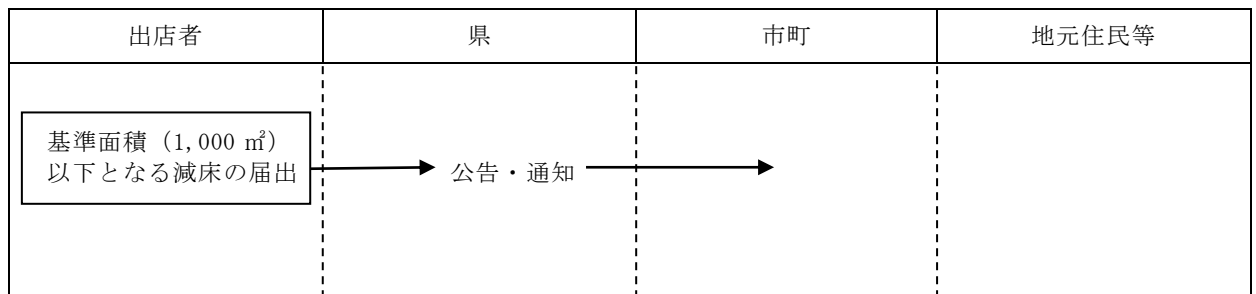 出店者
県
市町
地元住民等
基準面積（1,000 ㎡）
以下となる減床の届出
公告・通知